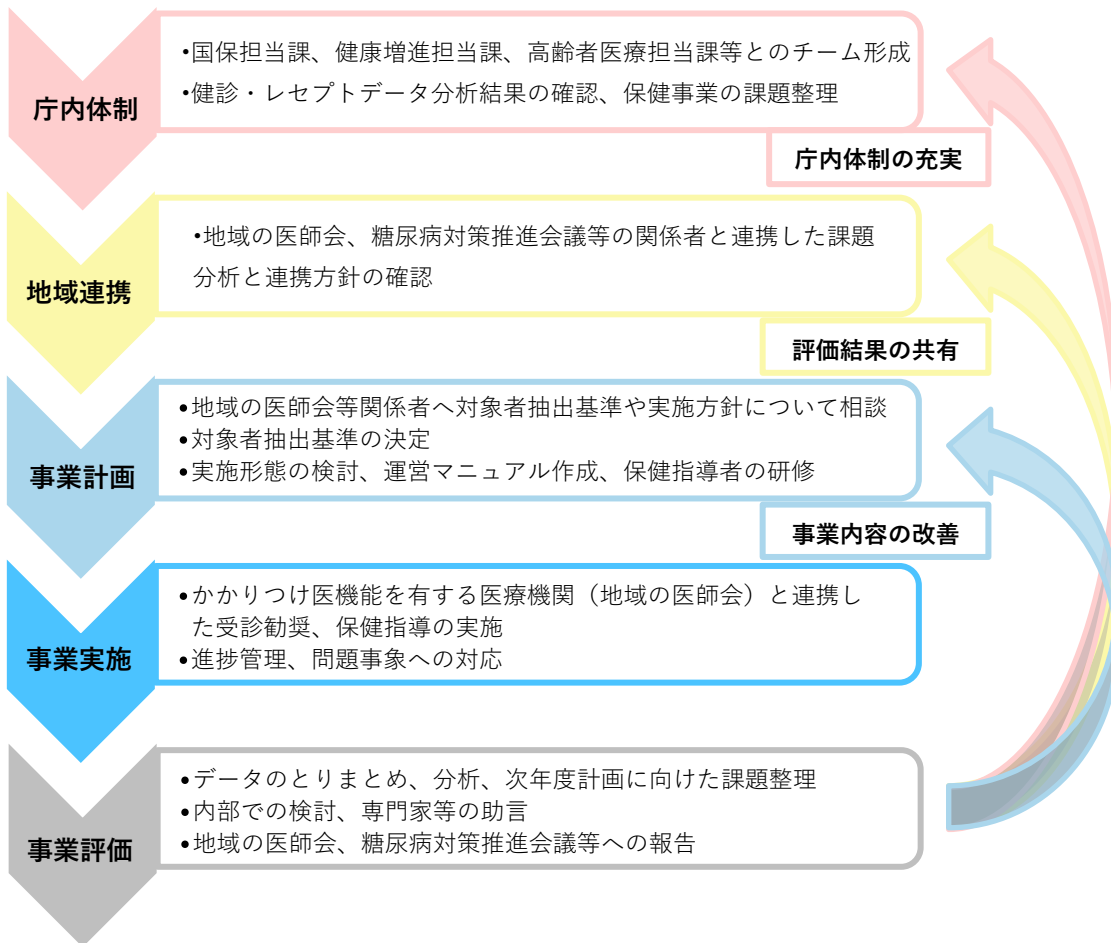 庁内体制
•国保担当課、健康増進担当課、高齢者医療担当課等とのチーム形成
•健診・レセプトデータ分析結果の確認、保健事業の課題整理
庁内体制の充実
地域連携
•地域の医師会、糖尿病対策推進会議等の関係者と連携した課題
分析と連携方針の確認
評価結果の共有
事業計画
•地域の医師会等関係者へ対象者抽出基準や実施方針について相談
•対象者抽出基準の決定
•実施形態の検討、運営マニュアル作成、保健指導者の研修
事業内容の改善
事業実施
•かかりつけ医機能を有する医療機関（地域の医師会）と連携し
た受診勧奨、保健指導の実施
•進捗管理、問題事象への対応
事業評価
•データのとりまとめ、分析、次年度計画に向けた課題整理
•内部での検討、専門家等の助言
•地域の医師会、糖尿病対策推進会議等への報告